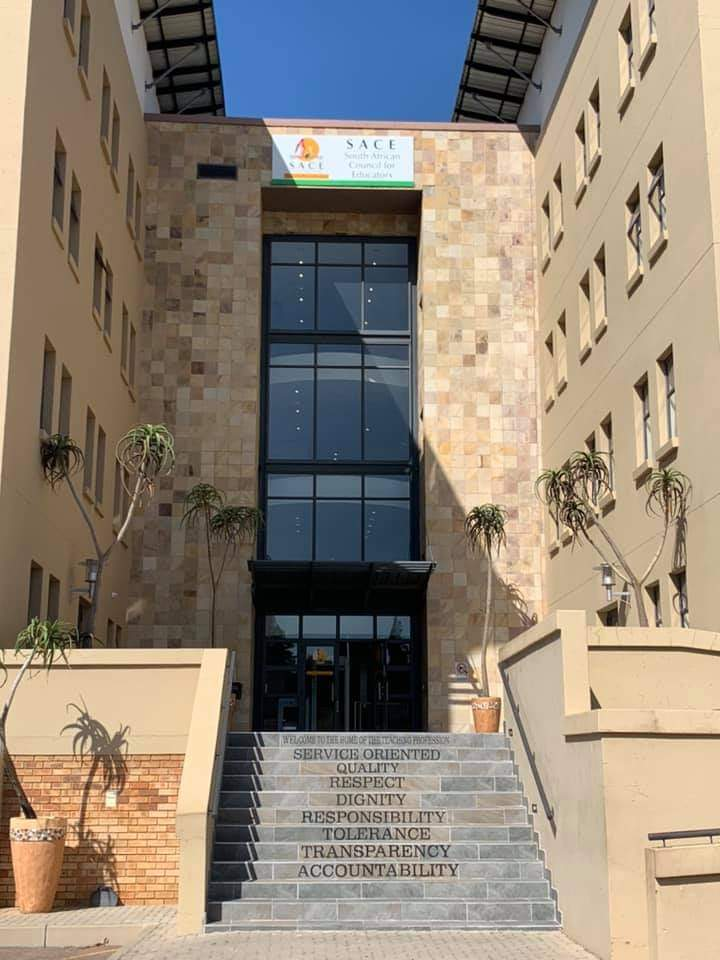 SACE
SACE
South African
Council for
Educators
WELCOME TO THE HOME OF THE TEACHING PROFESSION
SERVICE ORIENTED
QUALITY
RESPECT
DIGNITY
RESPONSIBILITY
TOLERANCE
TRANSPARENCY
ACCOUNTABILITY